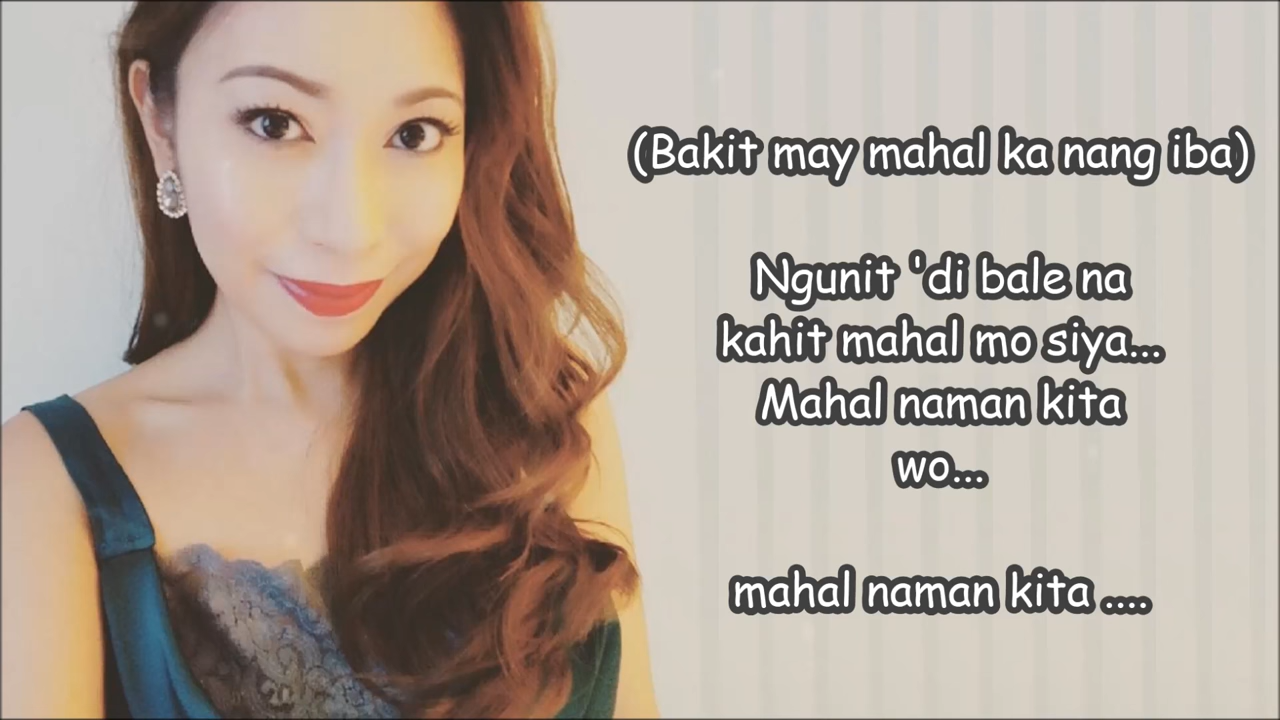 (Bakit may mahal ka nang iba)
Ngunit 'di bale na
kahit mahal mo siya...
Mahal naman kita
wo...
mahal naman kita ....